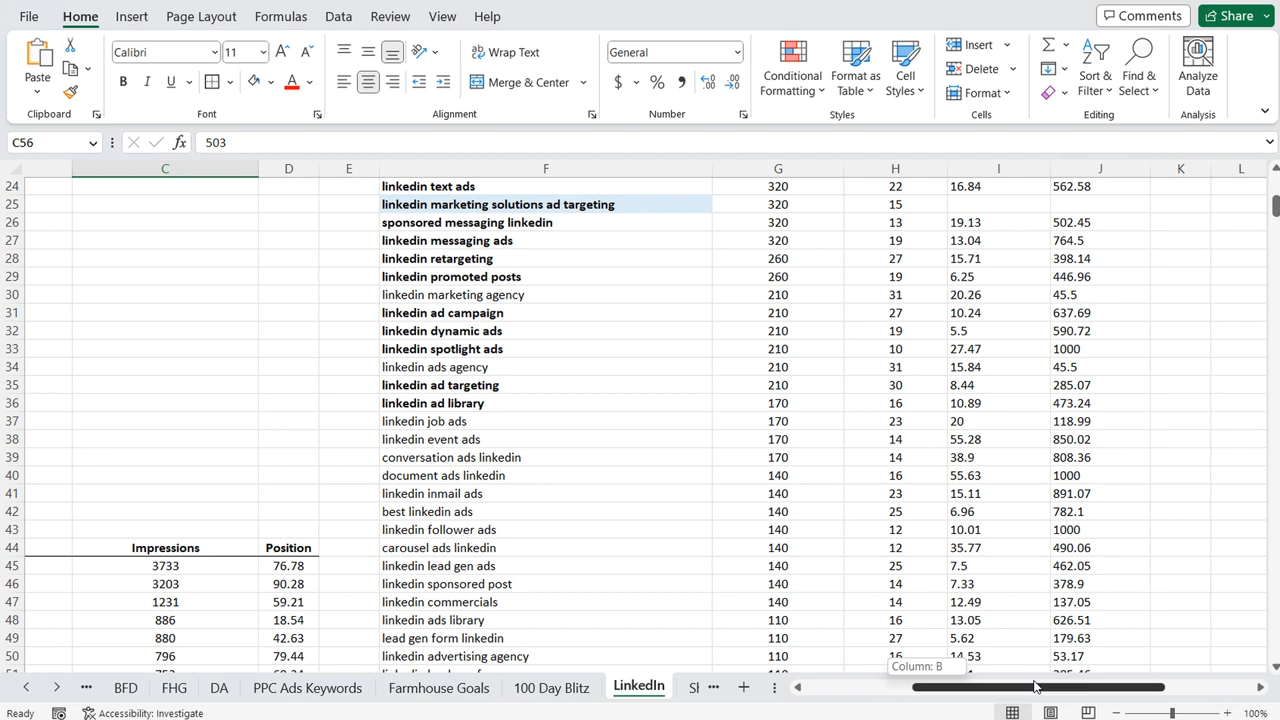 File Home Insert Page Layout Formulas Data Review View Help Comments Share
Calibri 11 General
Wrap Text
Paste Merge & Center
Conditional Formatting Format as Table Cell Styles
Insert
Delete
Format
Sort & Filter Find & Select Analyze Data
Clipboard Font Alignment Number Styles Cells Editing Analysis
C56 fx 503
C D E F G H I J K L
24 linkedin text ads 320 22 16.84 562.58
25 linkedin marketing solutions ad targeting 320 15
26 sponsored messaging linkedin 320 13 19.13 502.45
27 linkedin messaging ads 320 19 13.04 764.5
28 linkedin retargeting 260 27 15.71 398.14
29 linkedin promoted posts 260 19 6.25 446.96
30 linkedin marketing agency 210 31 20.26 45.5
31 linkedin ad campaign 210 27 10.24 637.69
32 linkedin dynamic ads 210 19 5.5 590.72
33 linkedin spotlight ads 210 10 27.47 1000
34 linkedin ads agency 210 31 15.84 45.5
35 linkedin ad targeting 210 30 8.44 285.07
36 linkedin ad library 170 16 10.89 473.24
37 linkedin job ads 170 23 20 118.99
38 linkedin event ads 170 14 55.28 850.02
39 conversation ads linkedin 170 14 38.9 808.36
40 document ads linkedin 140 16 55.63 1000
41 linkedin inmail ads 140 23 15.11 891.07
42 best linkedin ads 140 25 6.96 782.1
43 linkedin follower ads 140 12 10.01 1000
44 Impressions Position carousel ads linkedin 140 12 35.77 490.06
45 3733 76.78 linkedin lead gen ads 140 25 7.5 462.05
46 3203 90.28 linkedin sponsored post 140 14 7.33 378.9
47 1231 59.21 linkedin commercials 140 14 12.49 137.05
48 886 18.54 linkedin ads library 110 16 13.05 626.51
49 880 42.63 lead gen form linkedin 110 27 5.62 179.63
50 796 79.44 linkedin advertising agency 110 16 14.53 53.17
Column: B
BFD FHG DA PPC Ads Keywords Farmhouse Goals 100 Day Blitz LinkedIn
Ready Accessibility: Investigate 100%